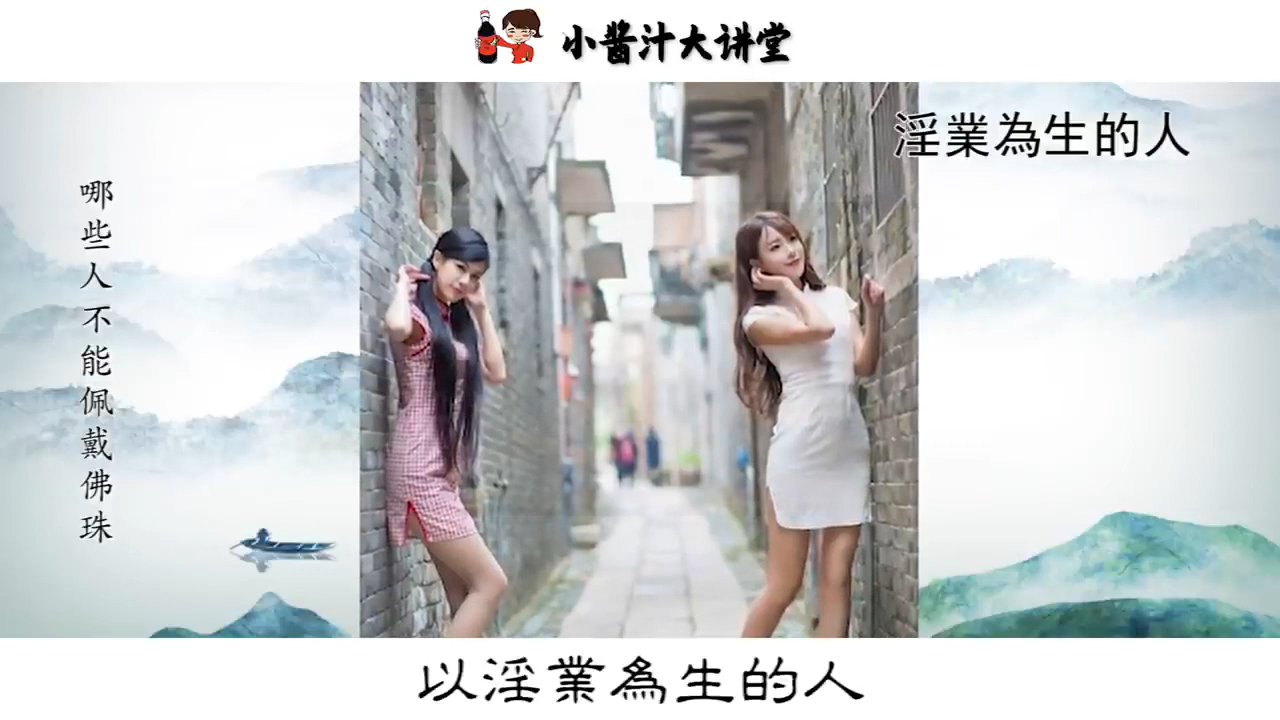 小酱汁大讲堂
淫業為生的人
哪些人不能佩戴佛珠
以淫業為生的人